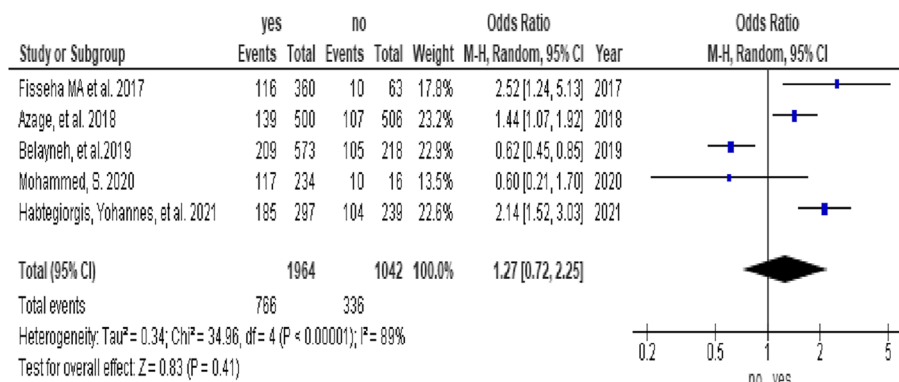 yes no Odds Ratio Odds Ratio
Study or Subgroup Events Total Events Total Weight M-H, Random, 95% CI Year M-H, Random, 95% CI
Fisseha MA et al. 2017 116 360 10 63 17.8% 2.52 [1.24, 5.13] 2017
Azage, et al. 2018 139 500 107 506 23.2% 1.44 [1.07, 1.92] 2018
Belayneh, et al.2019 209 573 105 218 22.9% 0.62 [0.45, 0.85] 2019
Mohammed, S. 2020 117 234 10 16 13.5% 0.60 [0.21, 1.70] 2020
Habtegiorgis, Yohannes, et al. 2021 185 297 104 239 22.6% 2.14 [1.52, 3.03] 2021
Total (95% CI) 1964 1042 100.0% 1.27 [0.72, 2.25]
Total events 766 336
Heterogeneity: Tau² = 0.34; Chi² = 34.96, df = 4 (P < 0.00001); I² = 89%
Test for overall effect: Z = 0.83 (P = 0.41)
0.2 0.5 1 2 5
no yes